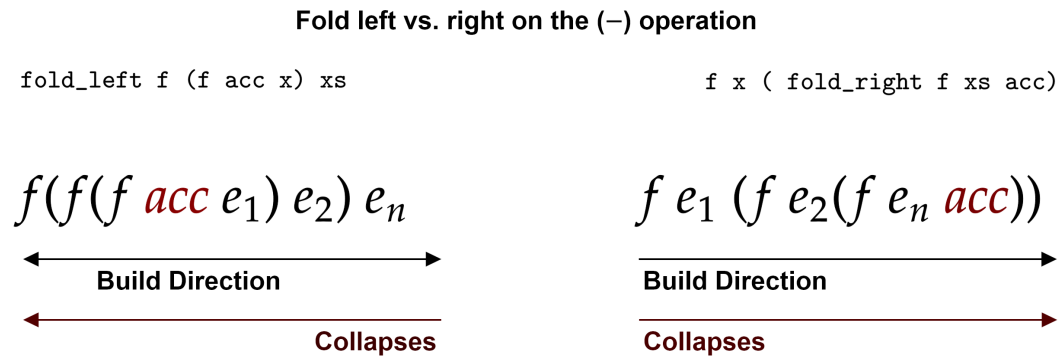 Fold left vs. right on the (−) operation
fold_left f (f acc x) xs
f x ( fold_right f xs acc)
f(f(f acc e₁) e₂) eₙ
f e₁ (f e₂(f eₙ acc))
Build Direction
Build Direction
Collapses
Collapses